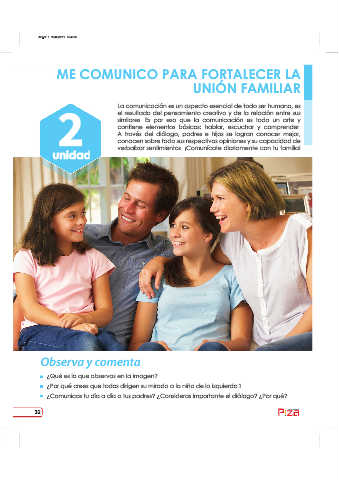 ME COMUNICO PARA FORTALECER LA
UNIÓN FAMILIAR
2
unidad
La comunicación es un aspecto esencial de todo ser humano, es
el resultado del pensamiento creativo y de la relación entre sus
similares. Es por eso que la comunicación es todo un arte y
contiene elementos básicos: hablar, escuchar y comprender.
A través del diálogo, padres e hijos se logran conocer mejor,
conocen sobre todo sus respectivas opiniones y su capacidad de
verbalizar sentimientos. ¡Comunícate diariamente con tu familia!
Observa y comenta
¿Qué es lo que observas en la imagen?
¿Por qué crees que todos dirigen su mirada a la niña de la izquierda?
¿Comunicas tu día a día a tus padres? ¿Consideras importante el diálogo? ¿Por qué?